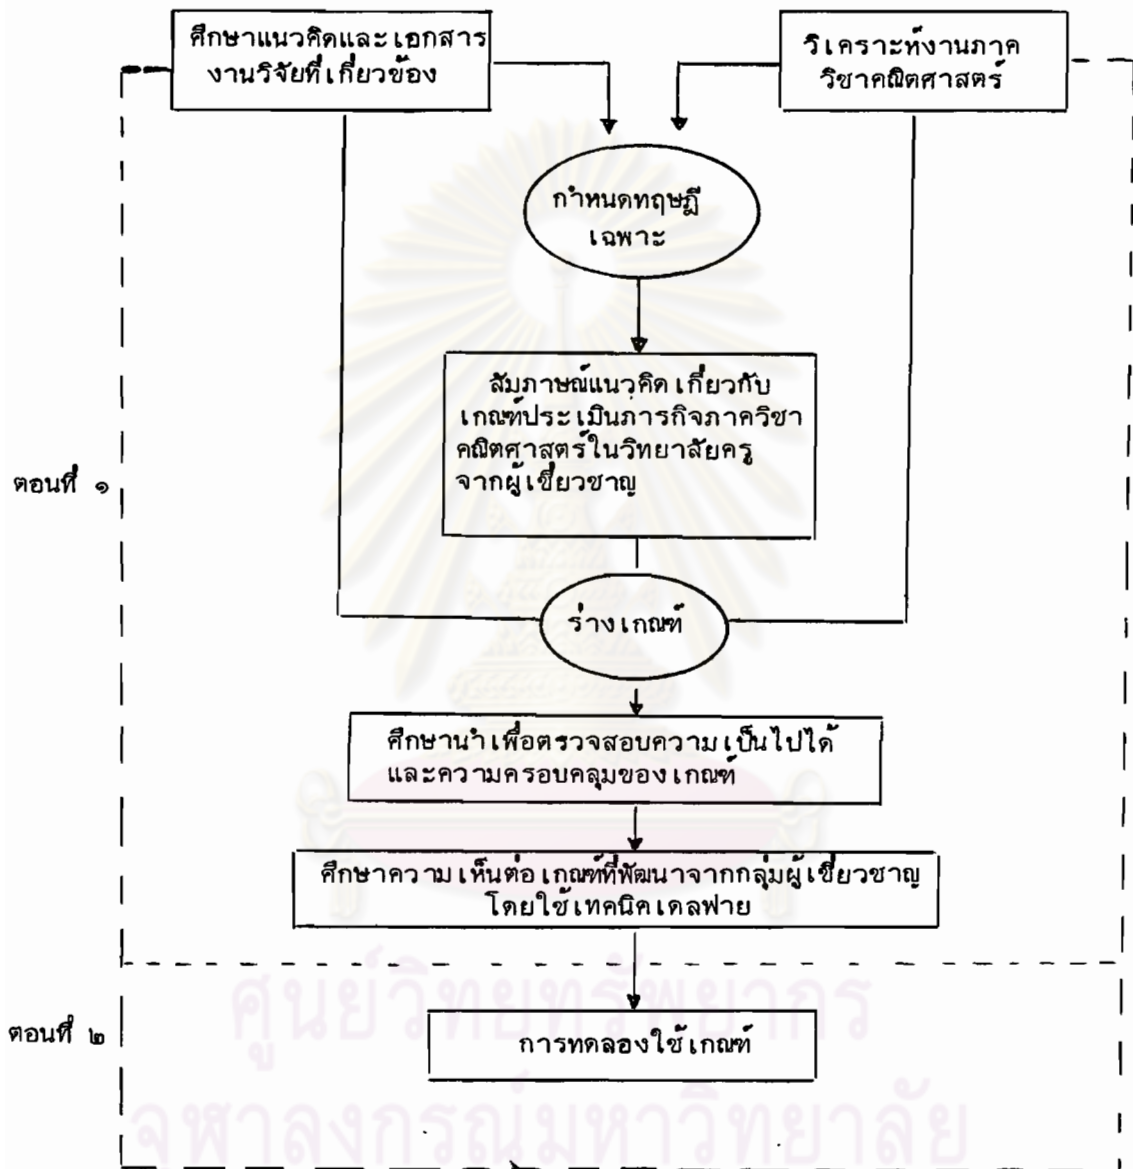 ศึกษาแนวคิดและเอกสาร
งานวิจัยที่เกี่ยวข้อง
วิเคราะห์งานภาค
วิชาคณิตศาสตร์
กำหนดทฤษฎี
เฉพาะ
สัมภาษณ์แนวคิดเกี่ยวกับ
เกณฑ์ประเมินภารกิจภาควิชา
คณิตศาสตร์ในวิทยาลัยครู
จากผู้เชี่ยวชาญ
ตอนที่ ๑
ร่างเกณฑ์
ศึกษานำเพื่อตรวจสอบความเป็นไปได้
และความครอบคลุมของเกณฑ์
ศึกษาความเห็นต่อเกณฑ์ที่พัฒนาจากกลุ่มผู้เชี่ยวชาญ
โดยใช้เทคนิคเดลฟาย
ศูนย์วิทยทรัพยากร
ตอนที่ ๒
การทดลองใช้เกณฑ์
จุฬาลงกรณ์มหาวิทยาลัย